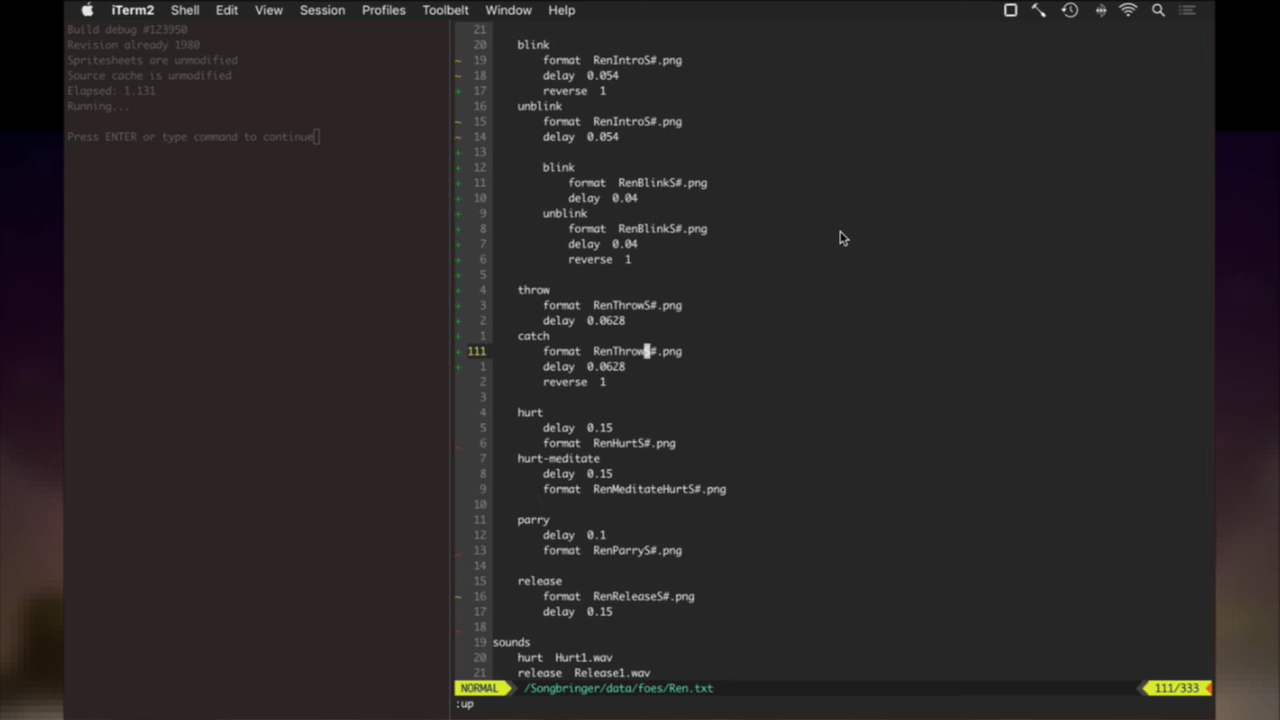 iTerm2 Shell Edit View Session Profiles Toolbelt Window Help
Build debug #123950
Revision already 1980
Spritesheets are unmodified
Source cache is unmodified
Elapsed: 1.131
Running...
Press ENTER or type command to continue
21
20 blink
~ 19 format RenIntroS#.png
~ 18 delay 0.054
+ 17 reverse 1
16 unblink
~ 15 format RenIntroS#.png
~ 14 delay 0.054
+ 13
+ 12 blink
+ 11 format RenBlinkS#.png
+ 10 delay 0.04
+ 9 unblink
+ 8 format RenBlinkS#.png
+ 7 delay 0.04
+ 6 reverse 1
+ 5
+ 4 throw
+ 3 format RenThrowS#.png
+ 2 delay 0.0628
+ 1 catch
+ 111 format RenThrowS#.png
+ 1 delay 0.0628
2 reverse 1
3
4 hurt
5 delay 0.15
_ 6 format RenHurtS#.png
7 hurt-meditate
8 delay 0.15
9 format RenMeditateHurtS#.png
10
11 parry
12 delay 0.1
_ 13 format RenParryS#.png
14
15 release
~ 16 format RenReleaseS#.png
17 delay 0.15
_ 18
19 sounds
20 hurt Hurt1.wav
21 release Release1.wav
NORMAL /Songbringer/data/foes/Ren.txt 111/333
:up